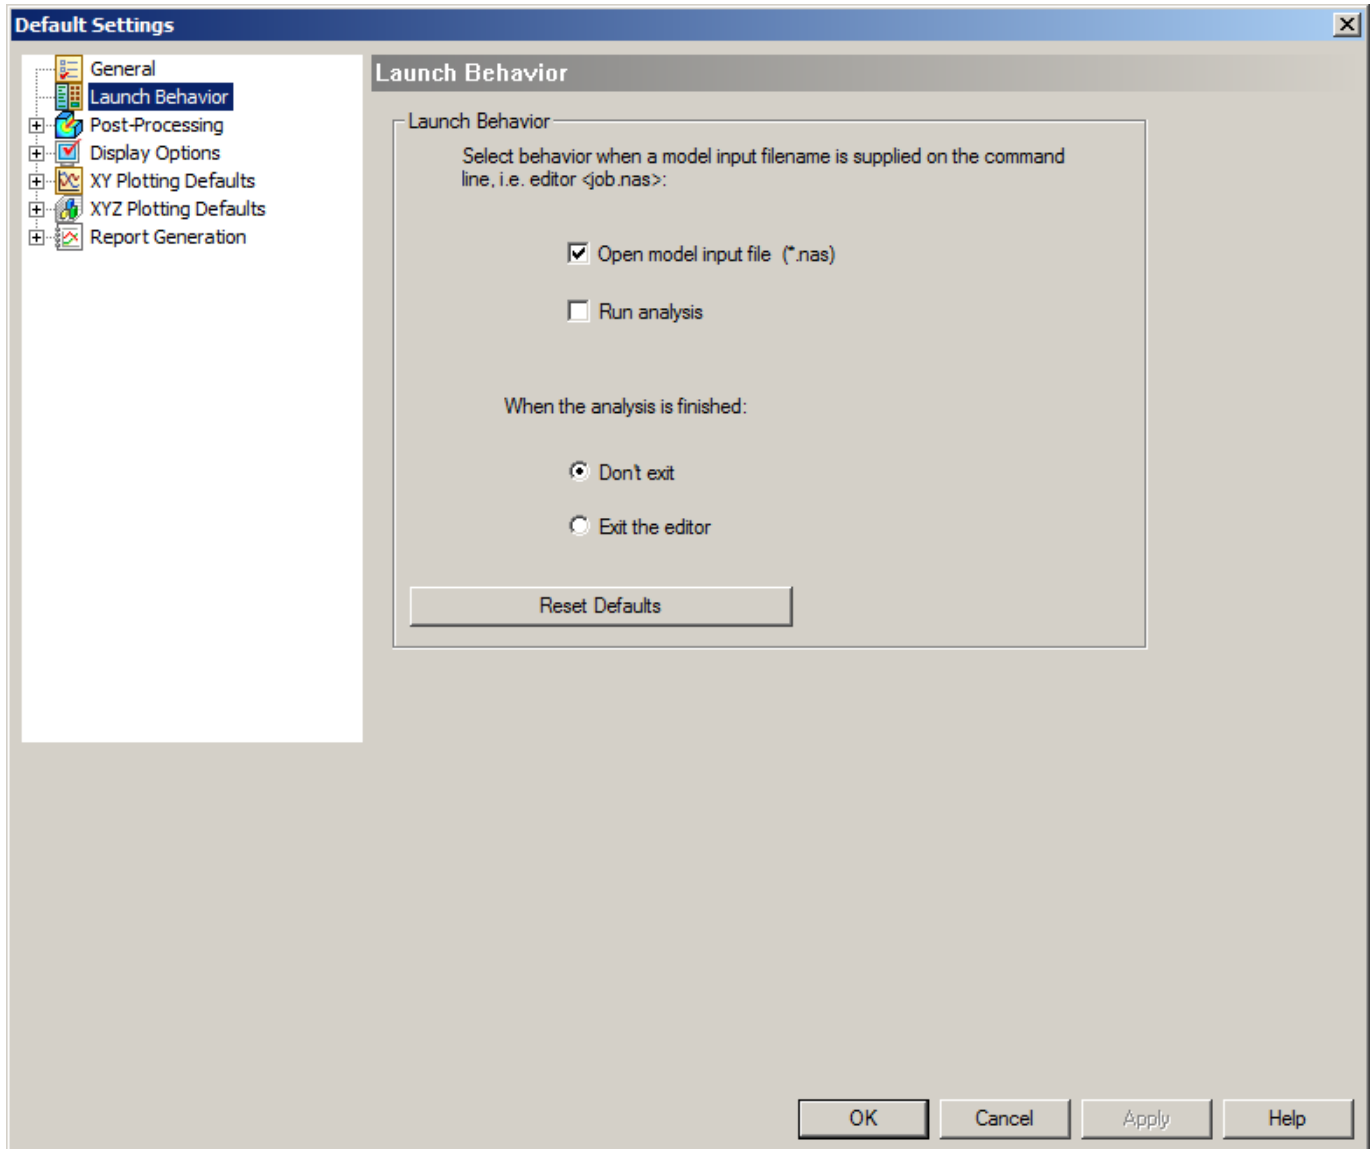 Default Settings
General
Launch Behavior
Post-Processing
Display Options
XY Plotting Defaults
XYZ Plotting Defaults
Report Generation
Launch Behavior
Launch Behavior
Select behavior when a model input filename is supplied on the command
line, i.e. editor <job.nas>:
Open model input file (*.nas)
Run analysis
When the analysis is finished:
Don't exit
Exit the editor
Reset Defaults
OK
Cancel
Apply
Help